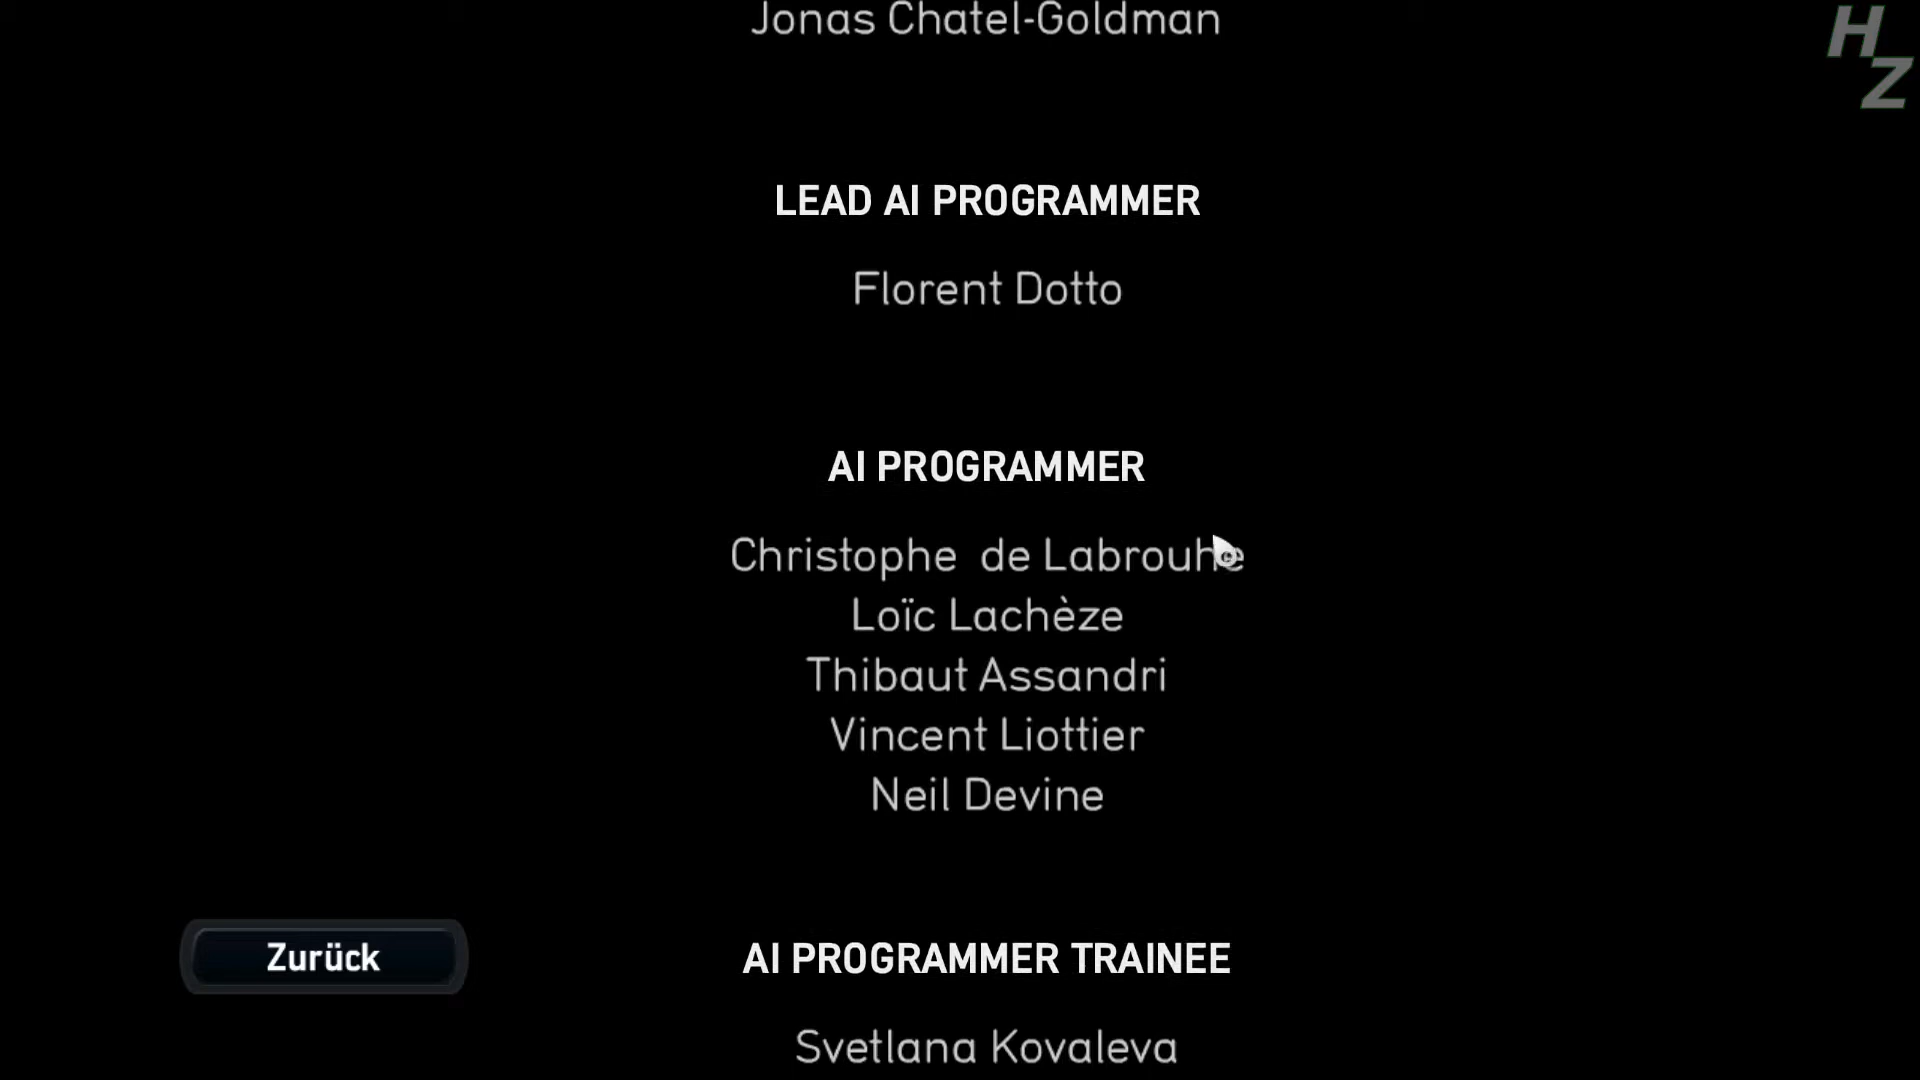 Jonas Chatel-Goldman
H
Z
LEAD AI PROGRAMMER
Florent Dotto
AI PROGRAMMER
Christophe  de Labrouhe
Loïc Lachèze
Thibaut Assandri
Vincent Liottier
Neil Devine
Zurück
AI PROGRAMMER TRAINEE
Svetlana Kovaleva